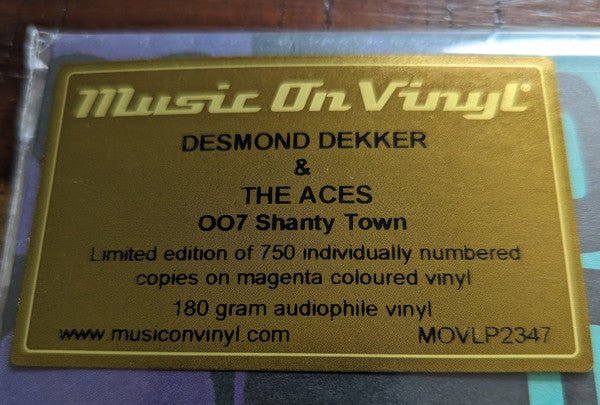 Music On Vinyl®
DESMOND DEKKER
&
THE ACES
OO7 Shanty Town
Limited edition of 750 individually numbered
copies on magenta coloured vinyl
180 gram audiophile vinyl
www.musiconvinyl.com MOVLP2347